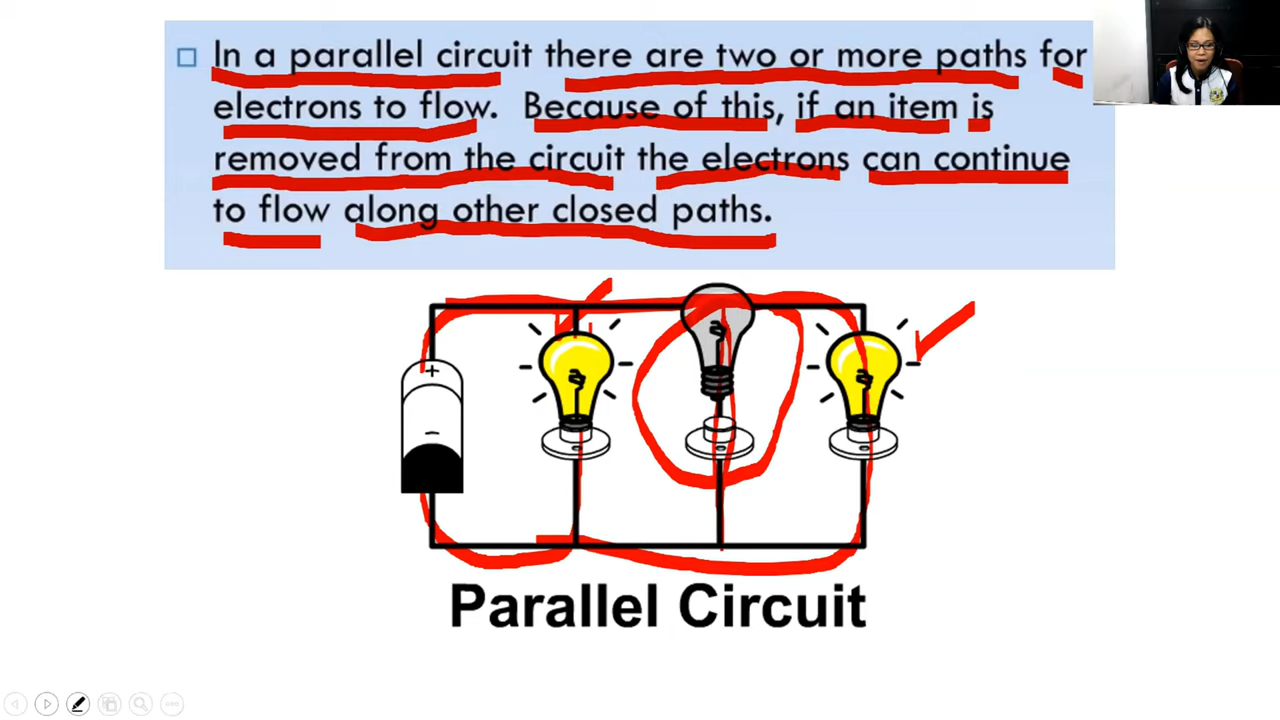 In a parallel circuit there are two or more paths for
electrons to flow. Because of this, if an item is
removed from the circuit the electrons can continue
to flow along other closed paths.
+
−
Parallel Circuit